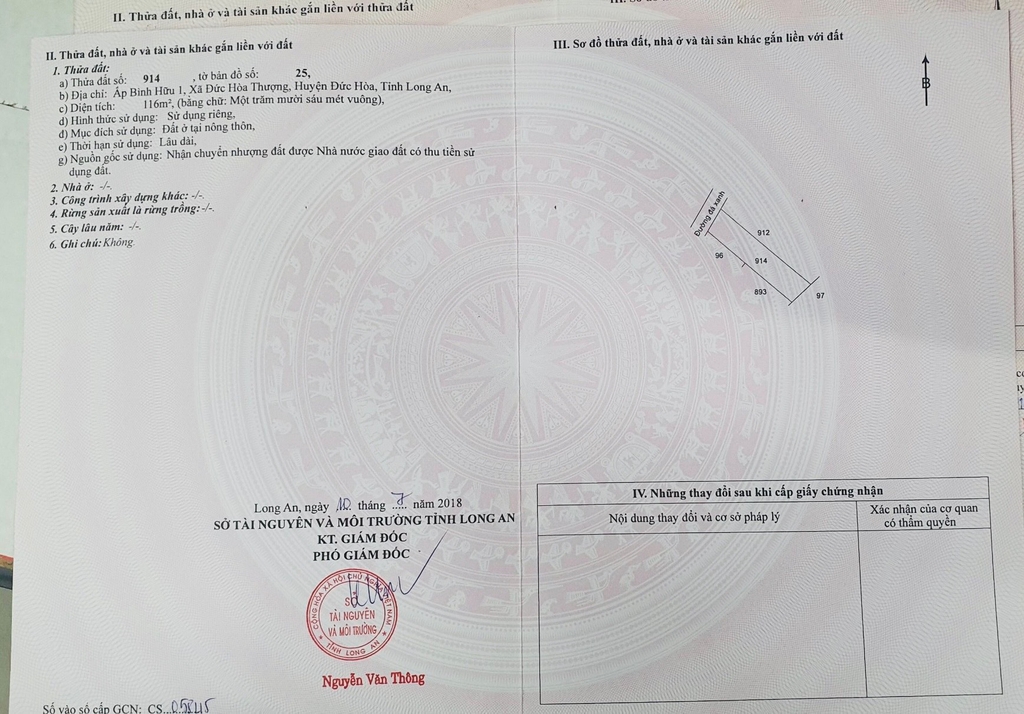 II. Thửa đất, nhà ở và tài sản khác gắn liền với thửa đất
II. Thửa đất, nhà ở và tài sản khác gắn liền với đất
1. Thửa đất:
a) Thửa đất số: 914 , tờ bản đồ số: 25,
b) Địa chỉ: Ấp Bình Hữu 1, Xã Đức Hòa Thượng, Huyện Đức Hòa, Tỉnh Long An,
c) Diện tích: 116m², (bằng chữ: Một trăm mười sáu mét vuông),
d) Hình thức sử dụng: Sử dụng riêng,
đ) Mục đích sử dụng: Đất ở tại nông thôn,
e) Thời hạn sử dụng: Lâu dài,
g) Nguồn gốc sử dụng: Nhận chuyển nhượng đất được Nhà nước giao đất có thu tiền sử
dụng đất.
2. Nhà ở: -/-.
3. Công trình xây dựng khác: -/-.
4. Rừng sản xuất là rừng trồng: -/-.
5. Cây lâu năm: -/-.
6. Ghi chú: Không.
Long An, ngày 10 tháng 7 năm 2018
SỞ TÀI NGUYÊN VÀ MÔI TRƯỜNG TỈNH LONG AN
KT. GIÁM ĐỐC
PHÓ GIÁM ĐỐC
CỘNG HÒA XÃ HỘI CHỦ NGHĨA VIỆT NAM
SỞ
TÀI NGUYÊN
VÀ MÔI TRƯỜNG
TỈNH LONG AN
Nguyễn Văn Thông
Số vào sổ cấp GCN: CS
III. Sơ đồ thửa đất, nhà ở và tài sản khác gắn liền với đất
B
Đường đá xanh
912
96
914
893
97
IV. Những thay đổi sau khi cấp giấy chứng nhận
Nội dung thay đổi và cơ sở pháp lý
Xác nhận của cơ quan
có thẩm quyền